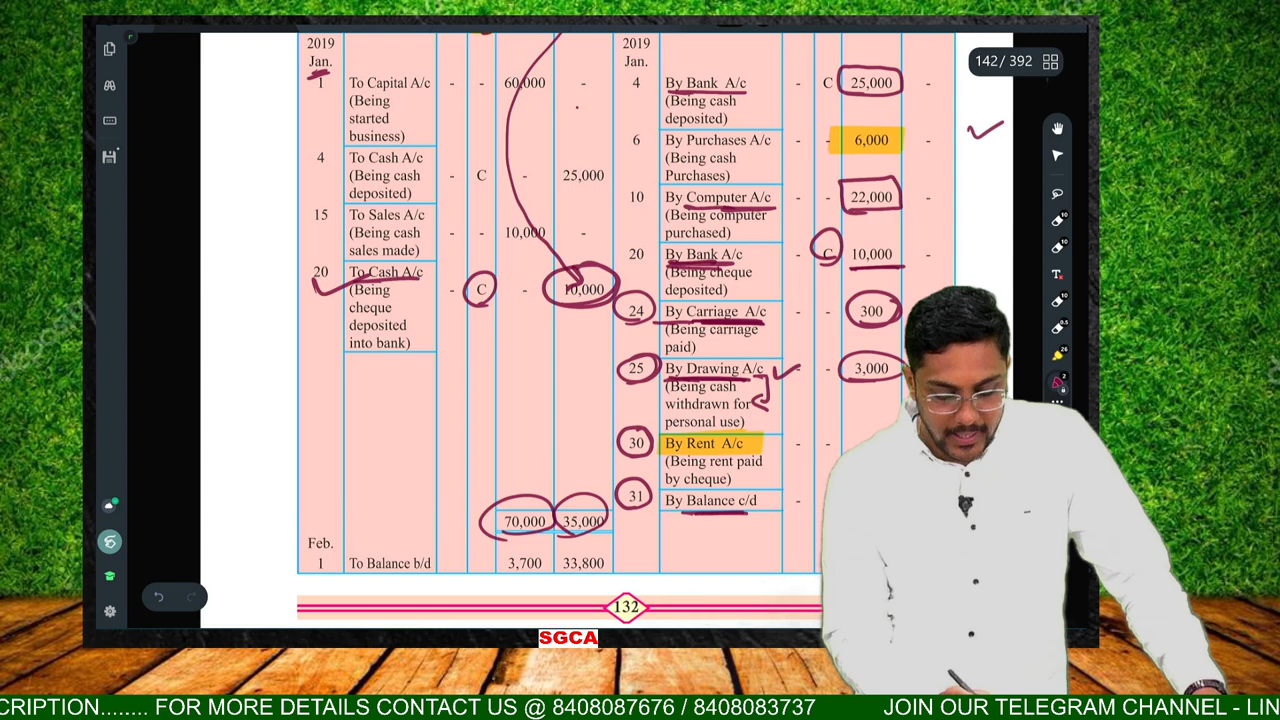 142/ 392
2019
Jan.
1 To Capital A/c - - 60,000 -
(Being
started
business)
4 To Cash A/c
(Being cash - C - 25,000
deposited)
15 To Sales A/c
(Being cash - - 10,000 -
sales made)
20 To Cash A/c
(Being - C - 10,000
cheque
deposited
into bank)
70,000 35,000
Feb.
1 To Balance b/d 3,700 33,800
2019
Jan.
4 By Bank A/c - C 25,000 -
(Being cash
deposited)
6 By Purchases A/c - - 6,000 -
(Being cash
Purchases)
10 By Computer A/c - - 22,000 -
(Being computer
purchased)
20 By Bank A/c - C 10,000 -
(Being cheque
deposited)
24 By Carriage A/c - - 300
(Being carriage
paid)
25 By Drawing A/c - - 3,000
(Being cash
withdrawn for
personal use)
30 By Rent A/c - -
(Being rent paid
by cheque)
31 By Balance c/d -
132
SGCA
CRIPTION........ FOR MORE DETAILS CONTACT US @ 8408087676 / 8408083737 JOIN OUR TELEGRAM CHANNEL - LIN